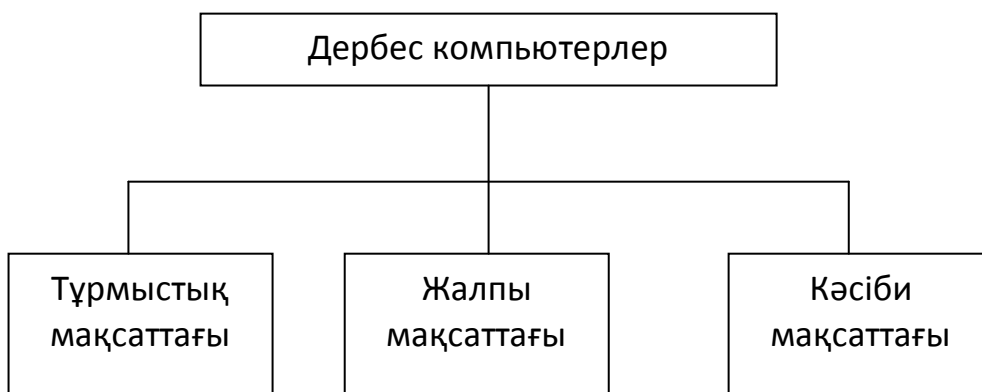 Дербес компьютерлер
Тұрмыстық
мақсаттағы
Жалпы
мақсаттағы
Кәсіби
мақсаттағы